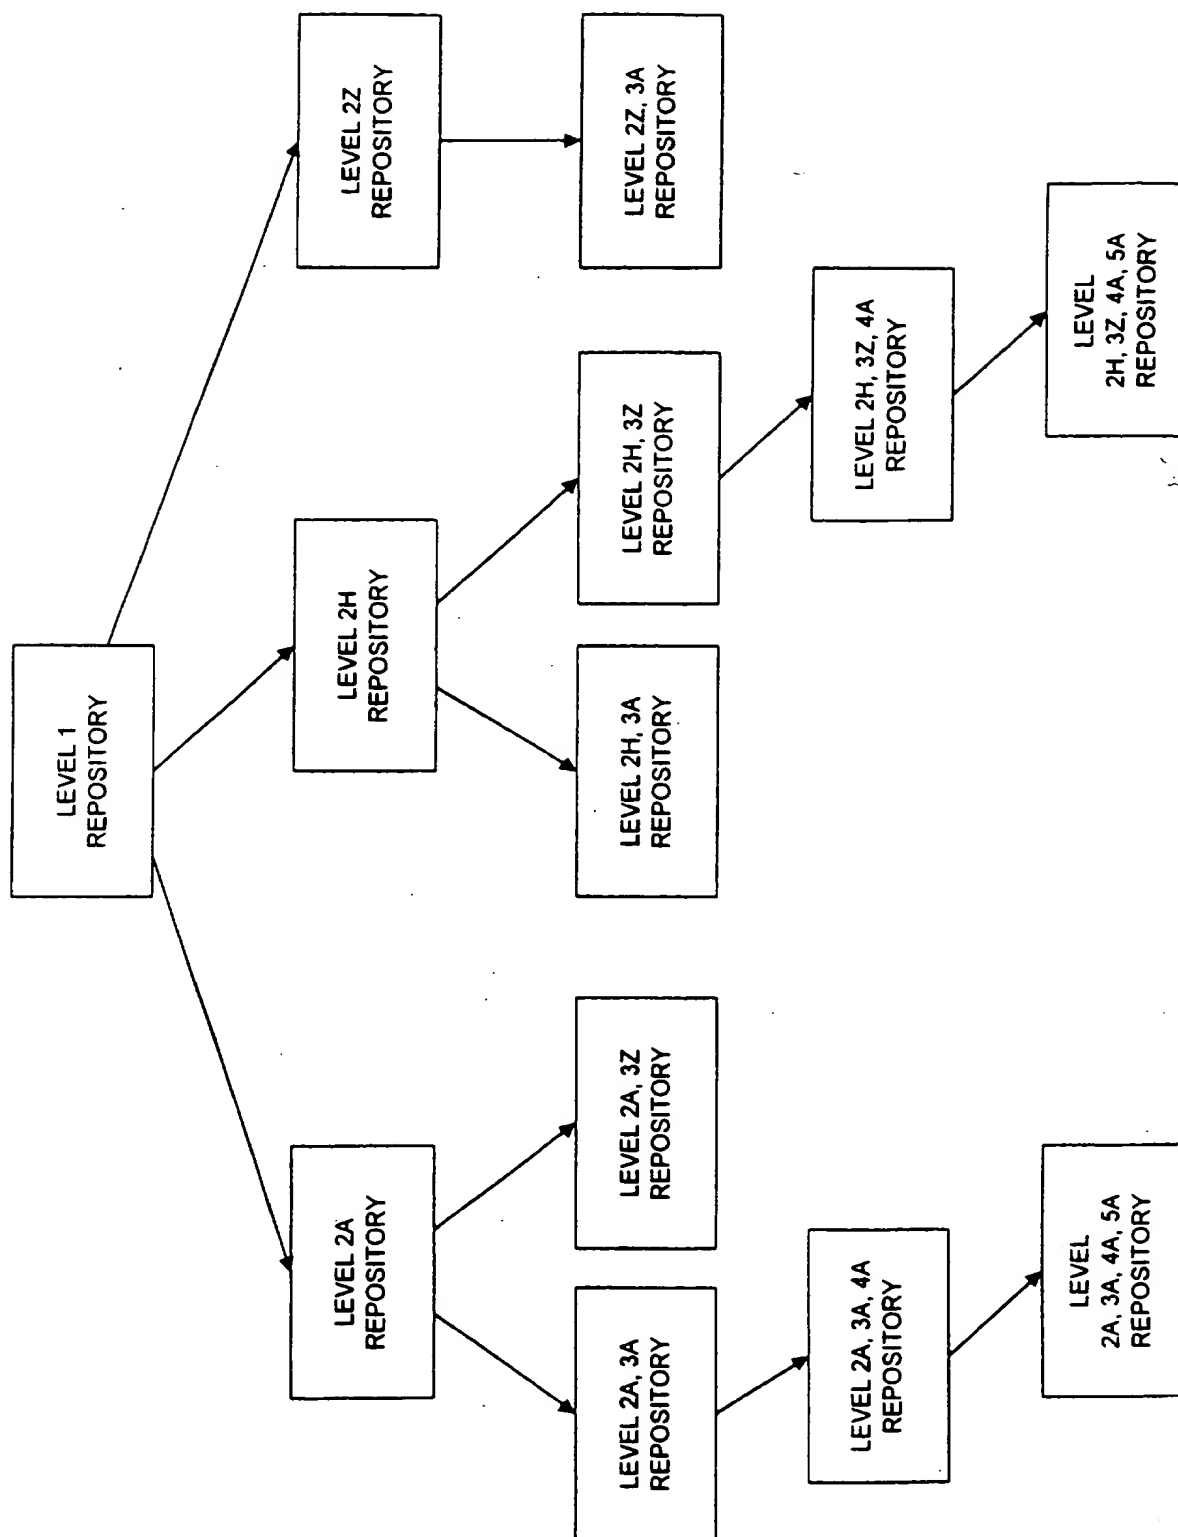 LEVEL 1
REPOSITORY
LEVEL 2A
REPOSITORY
LEVEL 2H
REPOSITORY
LEVEL 2Z
REPOSITORY
LEVEL 2A, 3A
REPOSITORY
LEVEL 2A, 3Z
REPOSITORY
LEVEL 2H, 3A
REPOSITORY
LEVEL 2H, 3Z
REPOSITORY
LEVEL 2Z, 3A
REPOSITORY
LEVEL 2A, 3A, 4A
REPOSITORY
LEVEL 2H, 3Z, 4A
REPOSITORY
LEVEL
2A, 3A, 4A, 5A
REPOSITORY
LEVEL
2H, 3Z, 4A, 5A
REPOSITORY